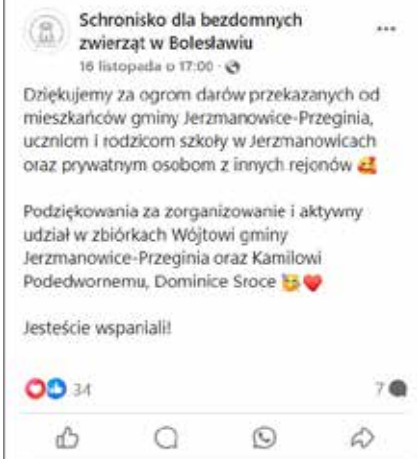 Schronisko dla bezdomnych
zwierząt w Bolesławiu
16 listopada o 17:00 ·
Dziękujemy za ogrom darów przekazanych od
mieszkańców gminy Jerzmanowice-Przeginia,
uczniom i rodzicom szkoły w Jerzmanowicach
oraz prywatnym osobom z innych rejonów 🥰
Podziękowania za zorganizowanie i aktywny
udział w zbiórkach Wójtowi gminy
Jerzmanowice-Przeginia oraz Kamilowi
Podedwornemu, Dominice Sroce 🥰❤️
Jesteście wspaniali!
34
7